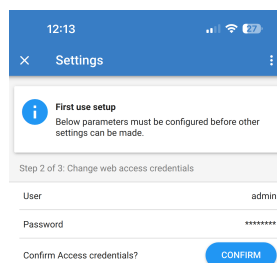 12:13
27
Settings
First use setup
Below parameters must be configured before other
settings can be made.
Step 2 of 3: Change web access credentials
User admin
Password ********
Confirm Access credentials? CONFIRM